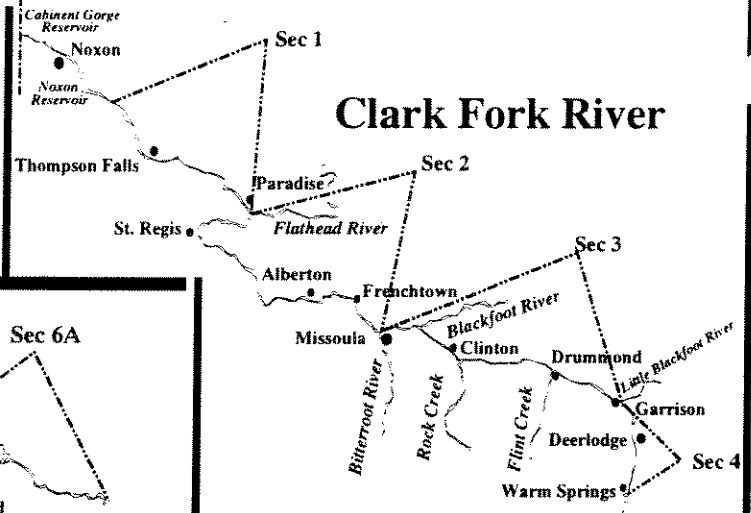 Cabinent Gorge
Reservoir
Noxon
Noxon
Reservoir
Sec 1
Clark Fork River
Thompson Falls
Paradise
Sec 2
St. Regis
Flathead River
Sec 3
Alberton
Frenchtown
Blackfoot River
Missoula
Clinton
Drummond
Little Blackfoot River
Sec 6A
Bitterroot River
Rock Creek
Flint Creek
Garrison
Deerlodge
Sec 4
Warm Springs